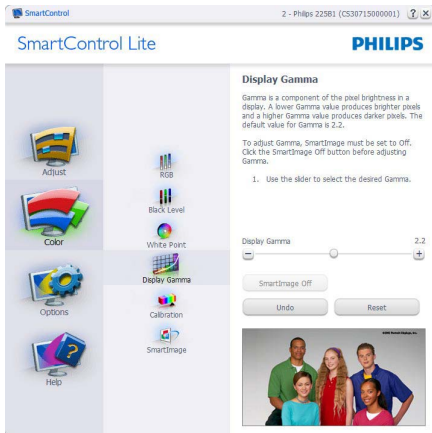 SmartControl
2 - Philips 225B1 (CS30715000001)
? X
SmartControl Lite
PHILIPS
Adjust
Color
Options
Help
RGB
Black Level
White Point
Display Gamma
Calibration
SmartImage
Display Gamma
Gamma is a component of the pixel brightness in a
display. A lower Gamma value produces brighter pixels
and a higher Gamma value produces darker pixels. The
default value for Gamma is 2.2.
To adjust Gamma, SmartImage must be set to Off.
Click the SmartImage Off button before adjusting
Gamma.
1. Use the slider to select the desired Gamma.
Display Gamma 2.2
SmartImage Off
Undo Reset